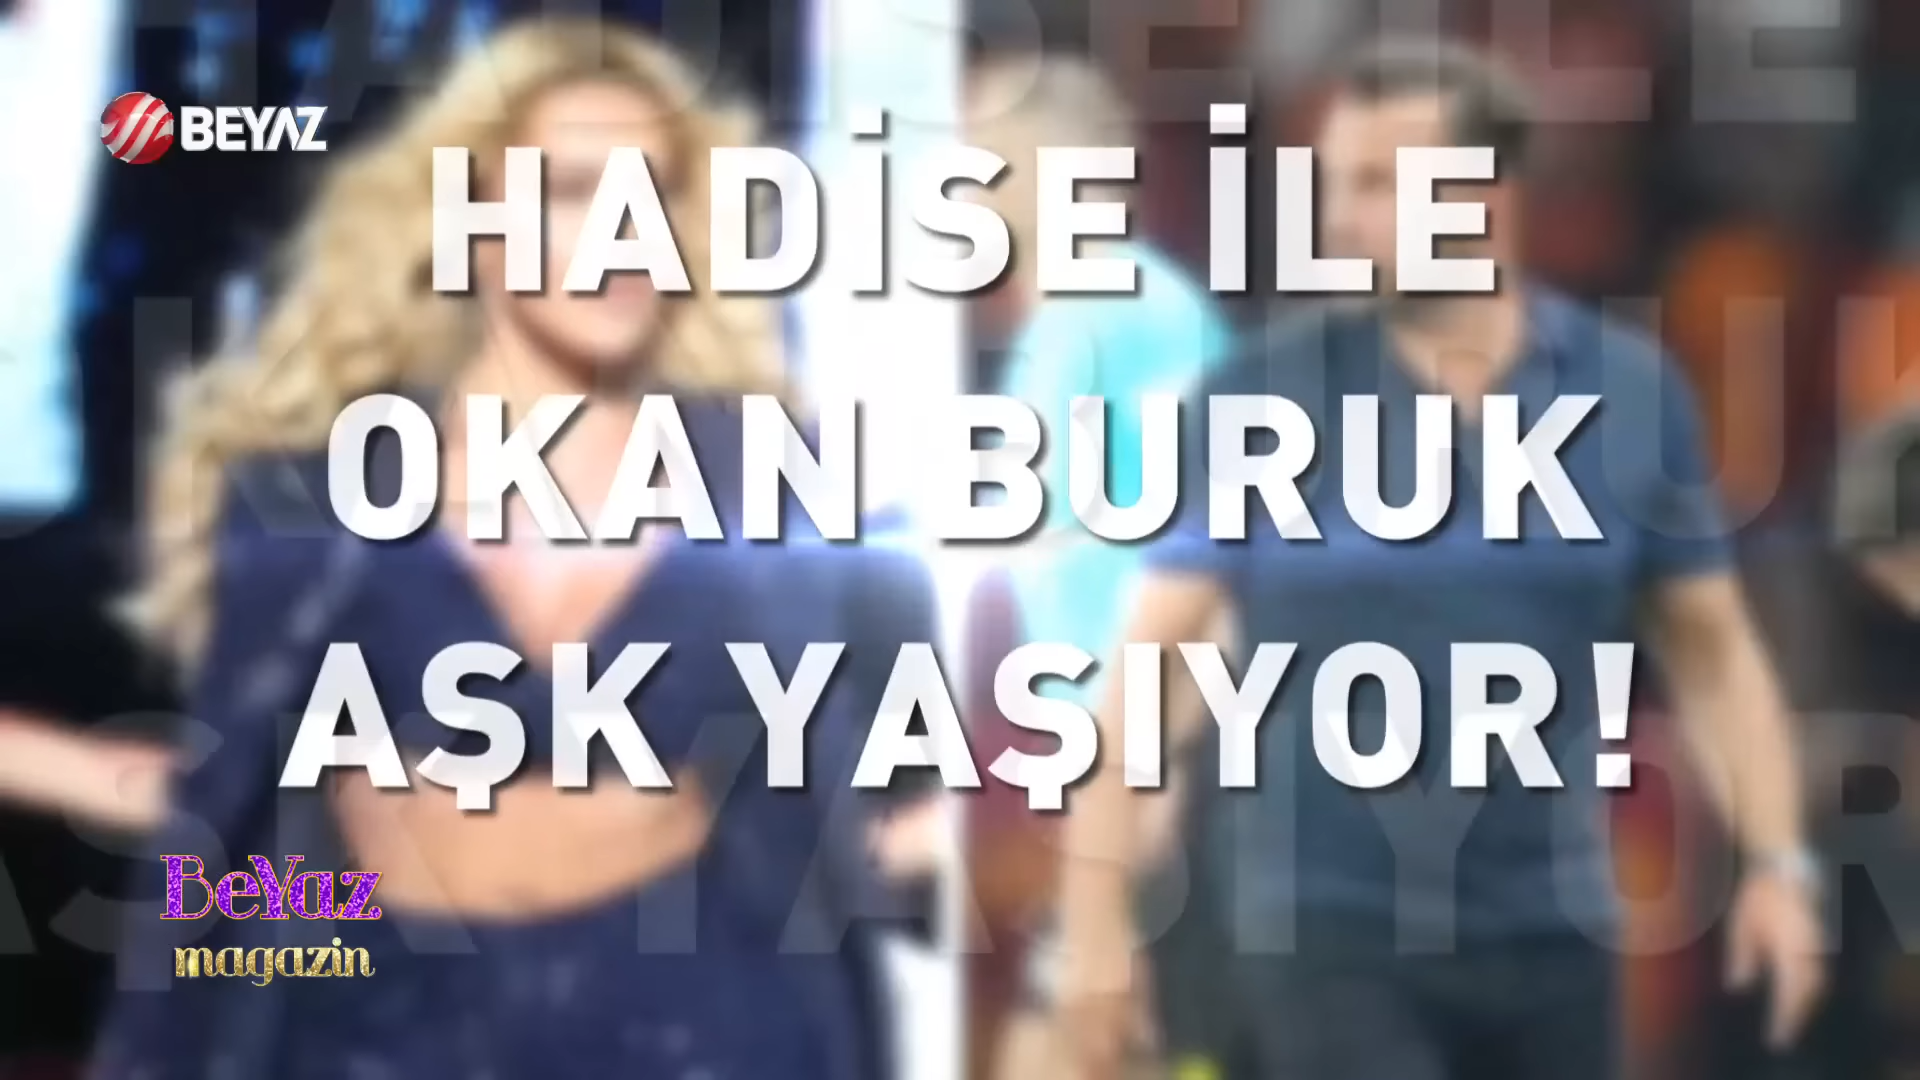 BEYAZ
HADİSE İLE
OKAN BURUK
AŞK YAŞIYOR!
BeYaz
magazin